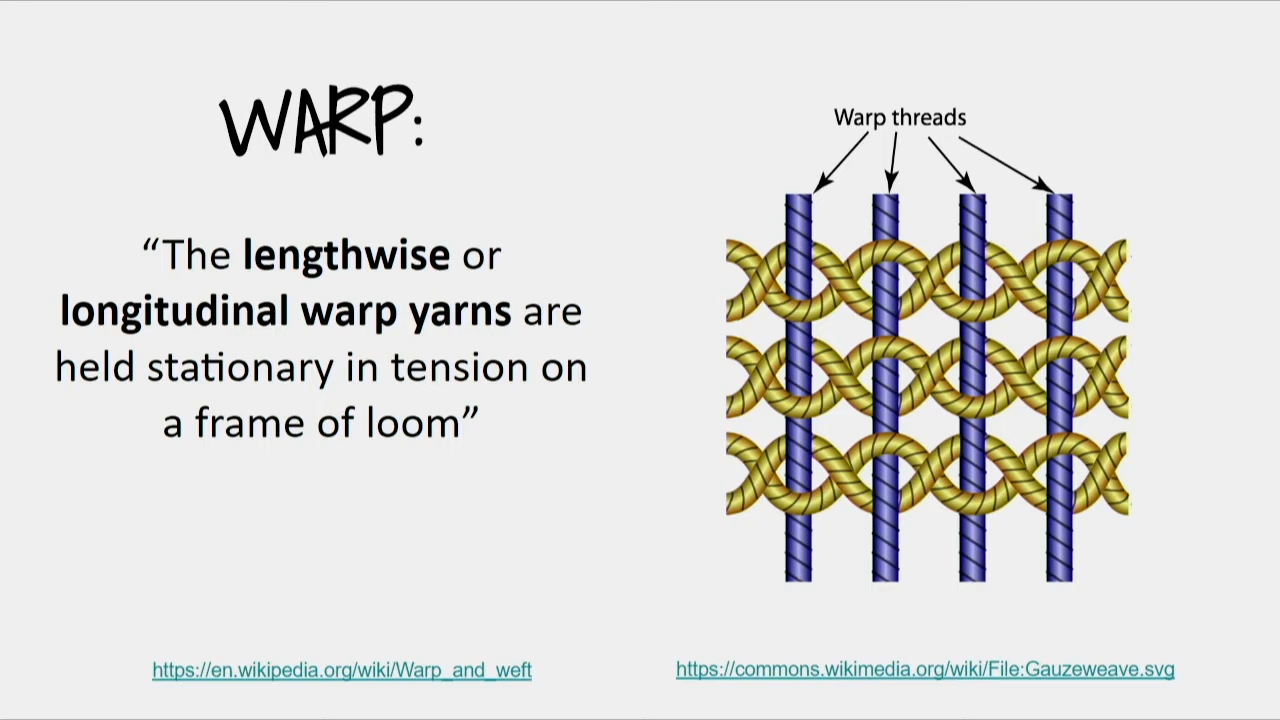 WARP:
“The lengthwise or
longitudinal warp yarns are
held stationary in tension on
a frame of loom”
Warp threads
https://en.wikipedia.org/wiki/Warp_and_weft
https://commons.wikimedia.org/wiki/File:Gauzeweave.svg